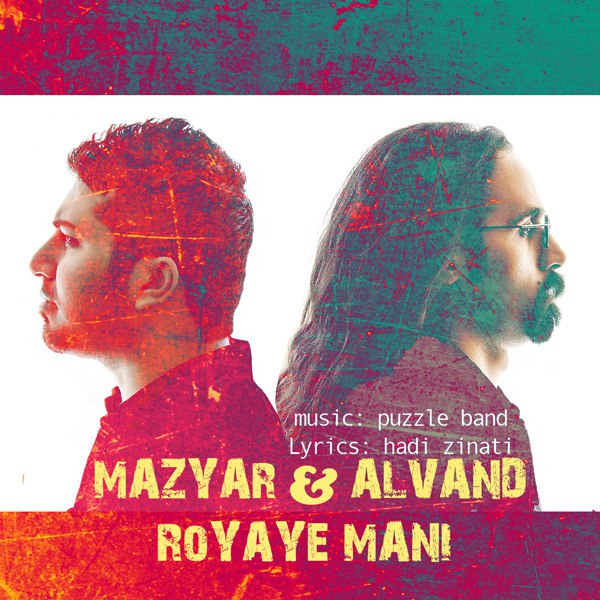 music: puzzle band
Lyrics: hadi zinati
MAZYAR & ALVAND
ROYAYE MANI